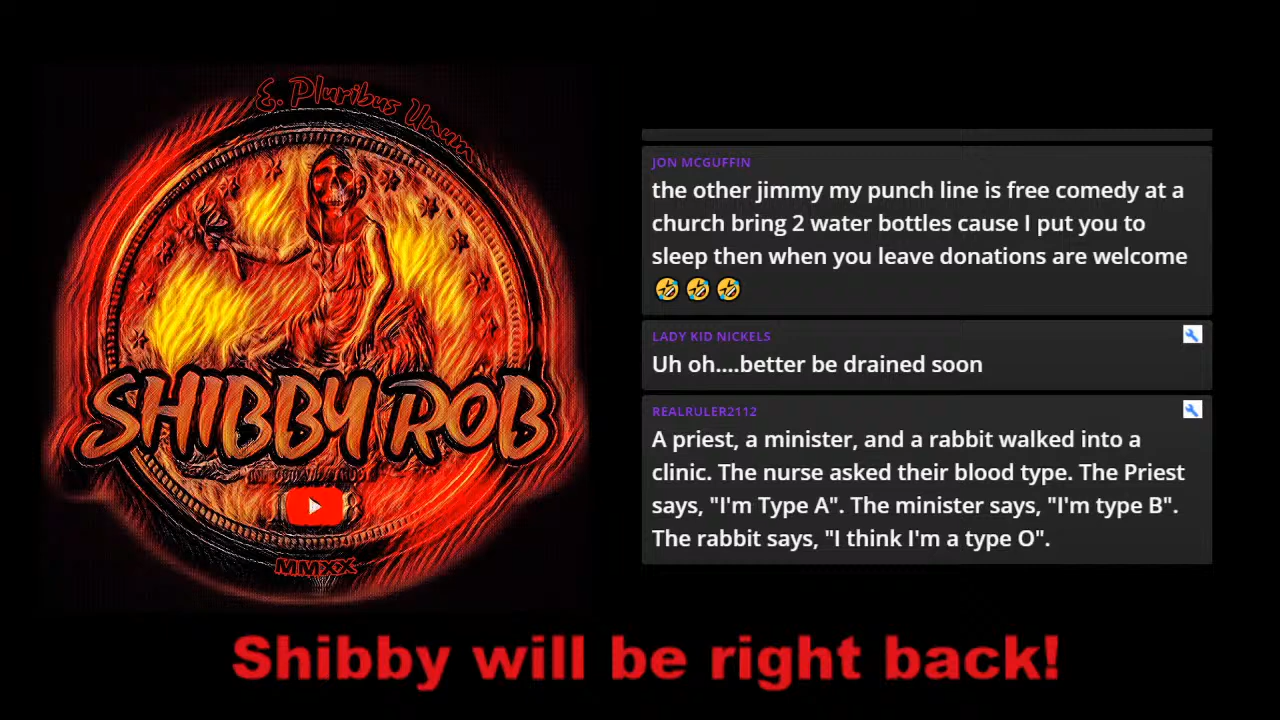 E. Pluribus Unum
SHIBBY ROB
MMXX
JON MCGUFFIN
the other jimmy my punch line is free comedy at a
church bring 2 water bottles cause I put you to
sleep then when you leave donations are welcome
🤣🤣🤣
LADY KID NICKELS
Uh oh....better be drained soon
REALRULER2112
A priest, a minister, and a rabbit walked into a
clinic. The nurse asked their blood type. The Priest
says, "I'm Type A". The minister says, "I'm type B".
The rabbit says, "I think I'm a type O".
Shibby will be right back!